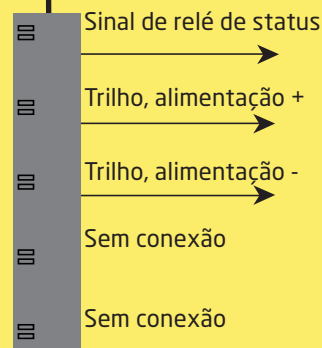 Sinal de relé de status
Trilho, alimentação +
Trilho, alimentação -
Sem conexão
Sem conexão